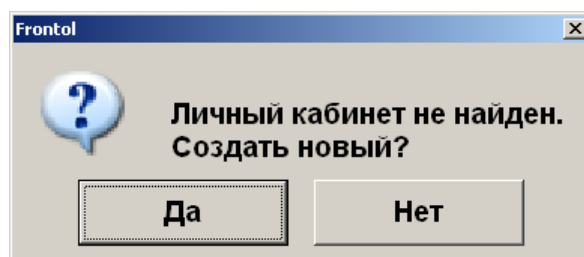 Frontol
Личный кабинет не найден.
Создать новый?
Да Нет